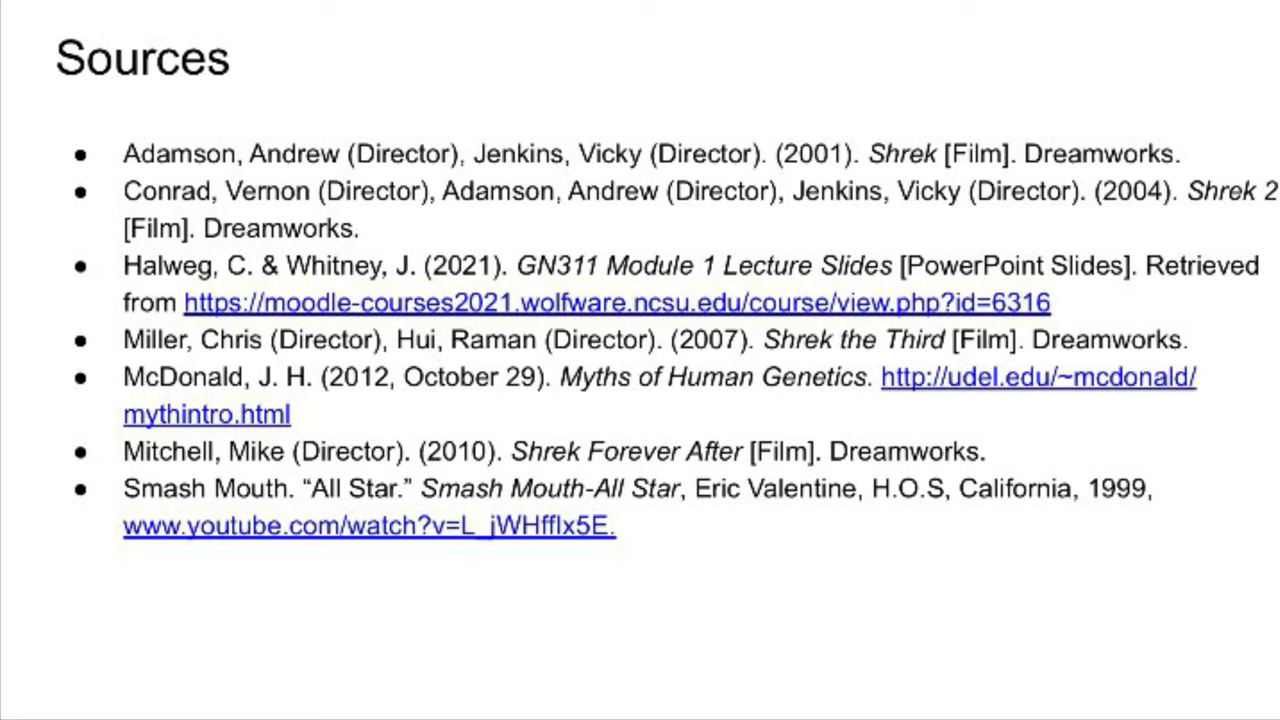 Sources
● Adamson, Andrew (Director), Jenkins, Vicky (Director). (2001). Shrek [Film]. Dreamworks.
● Conrad, Vernon (Director), Adamson, Andrew (Director), Jenkins, Vicky (Director). (2004). Shrek 2
[Film]. Dreamworks.
● Halweg, C. & Whitney, J. (2021). GN311 Module 1 Lecture Slides [PowerPoint Slides]. Retrieved
from https://moodle-courses2021.wolfware.ncsu.edu/course/view.php?id=6316
● Miller, Chris (Director), Hui, Raman (Director). (2007). Shrek the Third [Film]. Dreamworks.
● McDonald, J. H. (2012, October 29). Myths of Human Genetics. http://udel.edu/~mcdonald/
mythintro.html
● Mitchell, Mike (Director). (2010). Shrek Forever After [Film]. Dreamworks.
● Smash Mouth. “All Star.” Smash Mouth-All Star, Eric Valentine, H.O.S, California, 1999,
www.youtube.com/watch?v=L_jWHffIx5E.